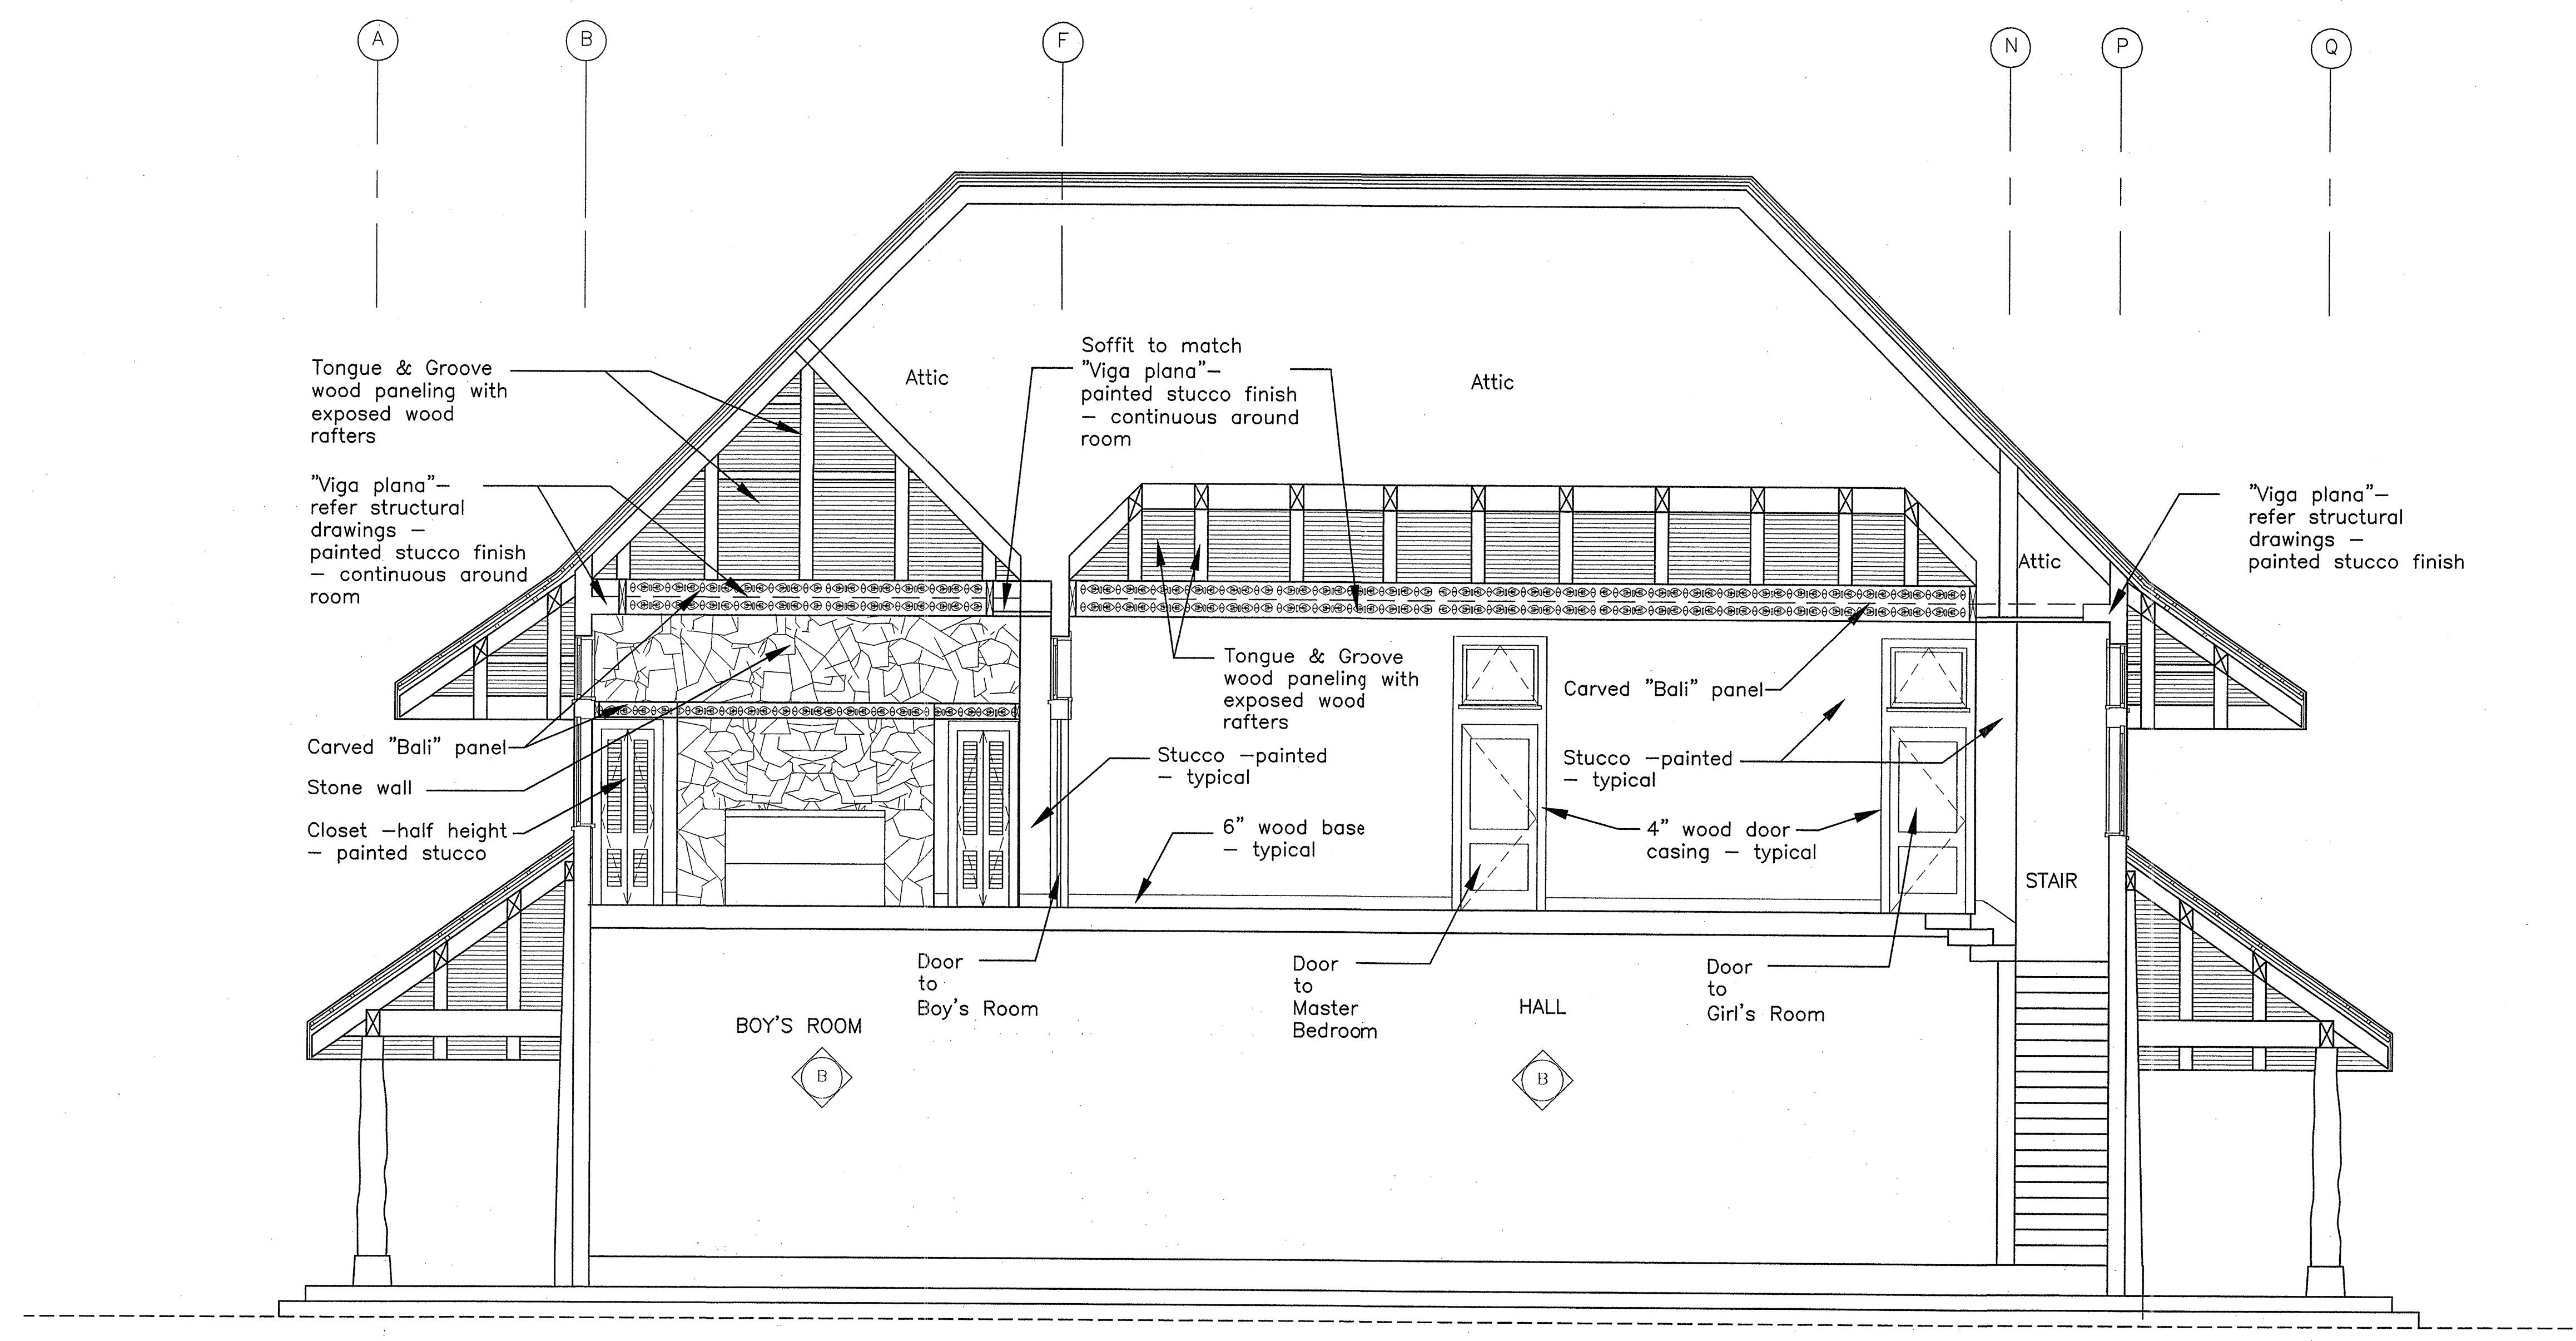 A
B
F
N
P
Q
Tongue & Groove
wood paneling with
exposed wood
rafters
"Viga plana"—
refer structural
drawings —
painted stucco finish
— continuous around
room
Carved "Bali" panel
Stone wall
Closet —half height
— painted stucco
Attic
Soffit to match
"Viga plana"—
painted stucco finish
— continuous around
room
Attic
Attic
"Viga plana"—
refer structural
drawings —
painted stucco finish
Tongue & Groove
wood paneling with
exposed wood
rafters
Carved "Bali" panel
Stucco —painted
— typical
Stucco —painted
— typical
6" wood base
— typical
4" wood door
casing — typical
STAIR
Door
to
Boy's Room
Door
to
Master
Bedroom
Door
to
Girl's Room
BOY'S ROOM
B
HALL
B